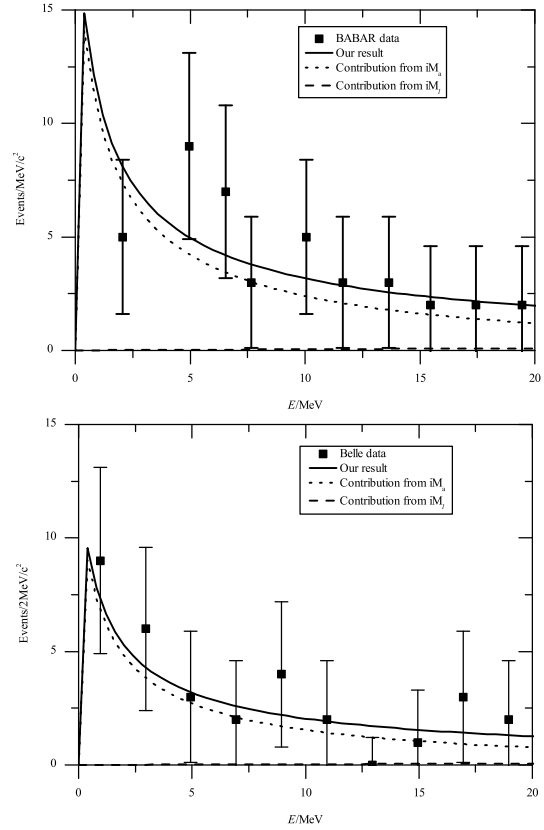 15
10
5
0
Events/MeV/c²
BABAR data
Our result
Contribution from iMₐ
Contribution from iMₗ
0
5
10
15
20
E/MeV
15
10
5
0
Events/2MeV/c²
Belle data
Our result
Contribution from iMₐ
Contribution from iMₗ
0
5
10
15
20
E/MeV